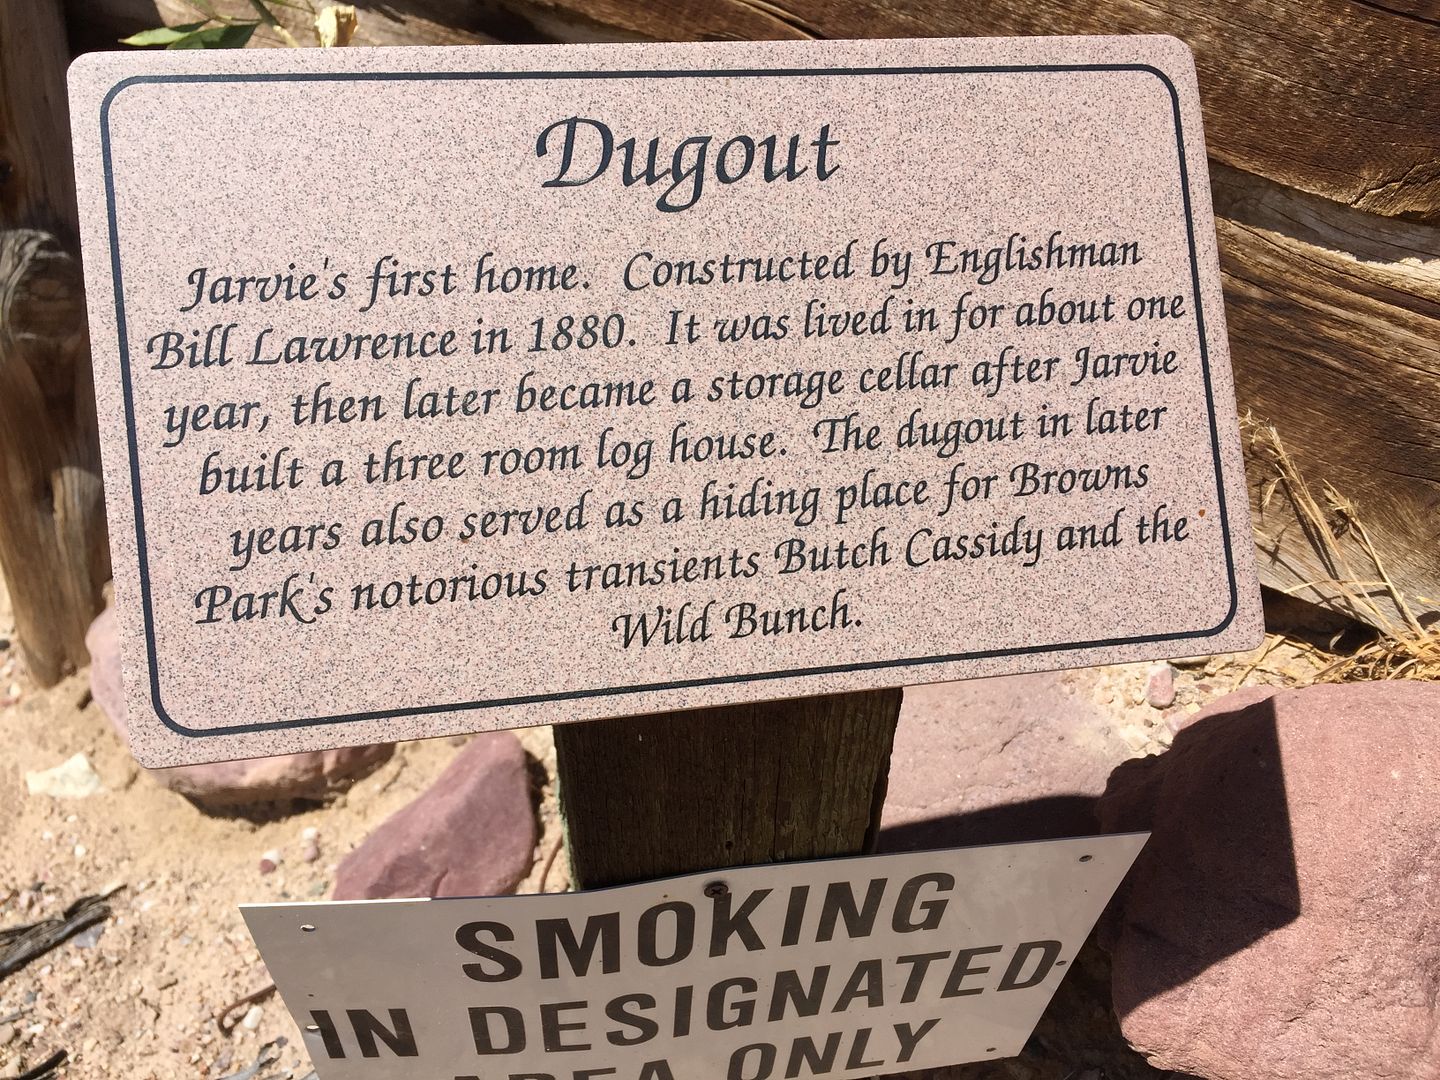 Dugout
Jarvie's first home. Constructed by Englishman
Bill Lawrence in 1880. It was lived in for about one
year, then later became a storage cellar after Jarvie
built a three room log house. The dugout in later
years also served as a hiding place for Browns
Park's notorious transients Butch Cassidy and the
Wild Bunch.
SMOKING
IN DESIGNATED
AREA ONLY